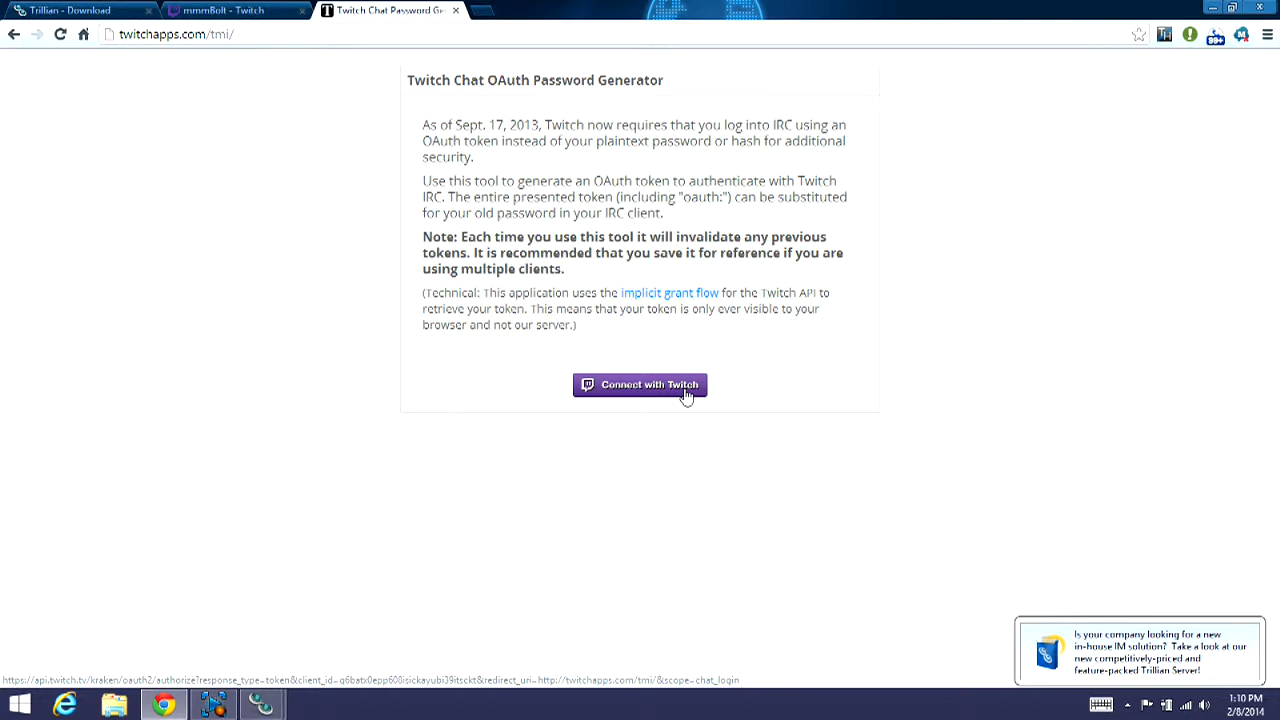 Trillian - Download
mmmBolt - Twitch
Twitch Chat Password Ge
twitchapps.com/tmi/
99+
Twitch Chat OAuth Password Generator
As of Sept. 17, 2013, Twitch now requires that you log into IRC using an
OAuth token instead of your plaintext password or hash for additional
security.
Use this tool to generate an OAuth token to authenticate with Twitch
IRC. The entire presented token (including "oauth:") can be substituted
for your old password in your IRC client.
Note: Each time you use this tool it will invalidate any previous
tokens. It is recommended that you save it for reference if you are
using multiple clients.
(Technical: This application uses the implicit grant flow for the Twitch API to
retrieve your token. This means that your token is only ever visible to your
browser and not our server.)
Connect with Twitch
Is your company looking for a new
in-house IM solution? Take a look at our
new competitively-priced and
feature-packed Trillian Server!
1:10 PM
2/8/2014